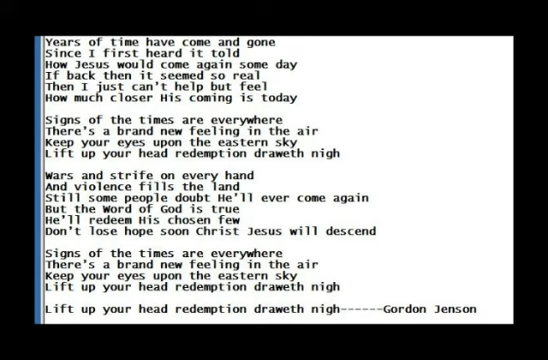 Years of time have come and gone
Since I first heard it told
How Jesus would come again some day
If back then it seemed so real
Then I just can't help but feel
How much closer His coming is today
Signs of the times are everywhere
There's a brand new feeling in the air
Keep your eyes upon the eastern sky
Lift up your head redemption draweth nigh
Wars and strife on every hand
And violence fills the land
Still some people doubt He'll ever come again
But the Word of God is true
He'll redeem His chosen few
Don't lose hope soon Christ Jesus will descend
Signs of the times are everywhere
There's a brand new feeling in the air
Keep your eyes upon the eastern sky
Lift up your head redemption draweth nigh
Lift up your head redemption draweth nigh------Gordon Jenson